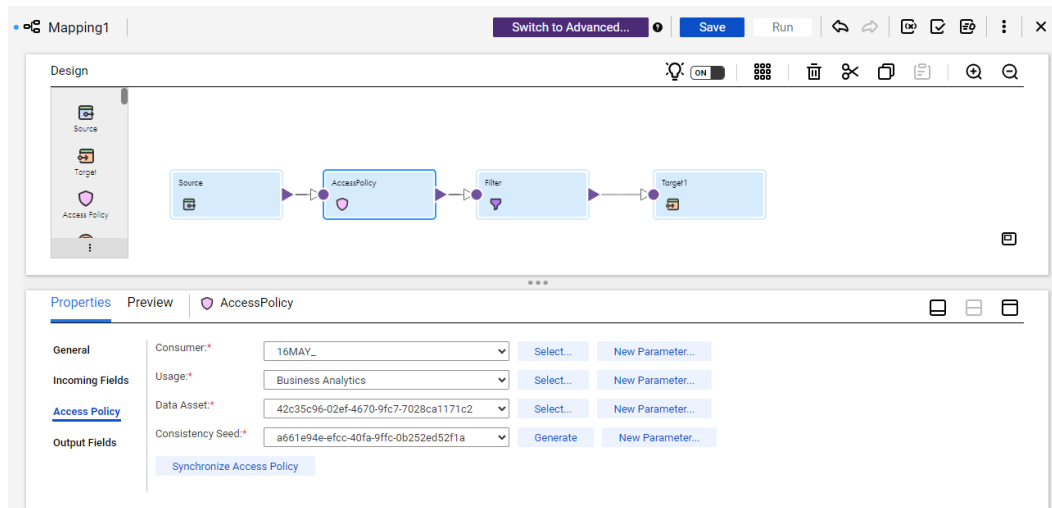 Mapping1
Switch to Advanced... Save Run
Design
ON
Source
Target
Access Policy
Source AccessPolicy Filter Target1
Properties Preview AccessPolicy
General
Incoming Fields
Access Policy
Output Fields
Consumer:* 16MAY_ Select... New Parameter...
Usage:* Business Analytics Select... New Parameter...
Data Asset:* 42c35c96-02ef-4670-9fc7-7028ca1171c2 Select... New Parameter...
Consistency Seed:* a661e94e-efcc-40fa-9ffc-0b252ed52f1a Generate New Parameter...
Synchronize Access Policy